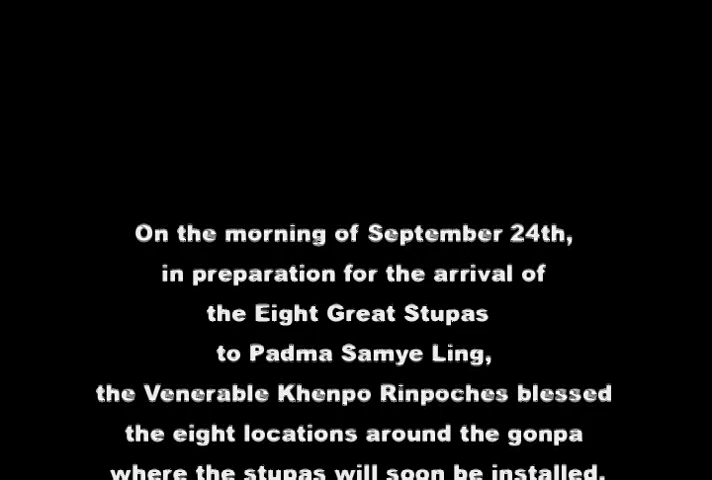 On the morning of September 24th,
in preparation for the arrival of
the Eight Great Stupas
to Padma Samye Ling,
the Venerable Khenpo Rinpoches blessed
the eight locations around the gonpa
where the stupas will soon be installed.